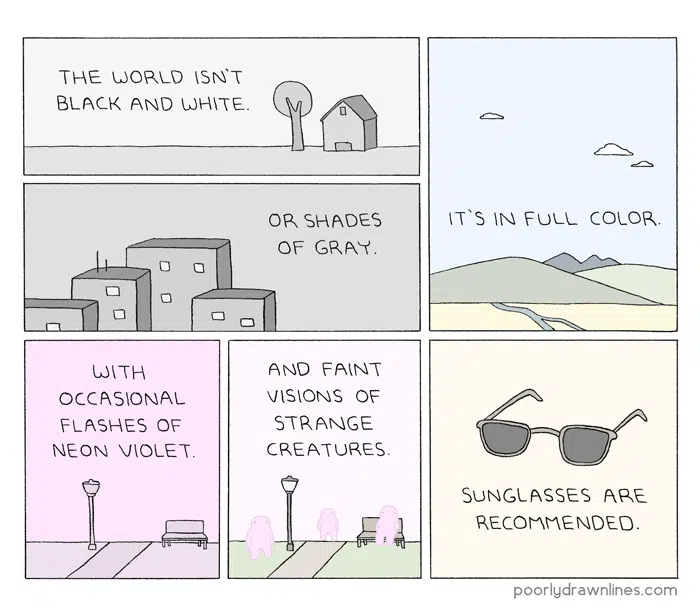 THE WORLD ISN'T
BLACK AND WHITE.
OR SHADES
OF GRAY.
IT'S IN FULL COLOR.
WITH
OCCASIONAL
FLASHES OF
NEON VIOLET.
AND FAINT
VISIONS OF
STRANGE
CREATURES.
SUNGLASSES ARE
RECOMMENDED.
poorlydrawnlines.com